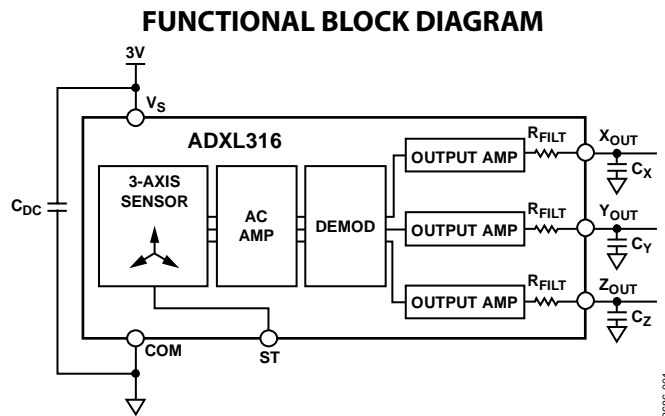 FUNCTIONAL BLOCK DIAGRAM
3V
VS
ADXL316
3-AXIS
SENSOR
AC
AMP
DEMOD
OUTPUT AMP
OUTPUT AMP
OUTPUT AMP
RFILT
RFILT
RFILT
XOUT
CX
YOUT
CY
ZOUT
CZ
CDC
COM
ST